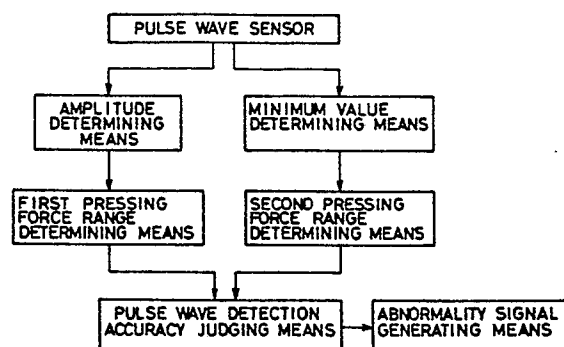 PULSE WAVE SENSOR
AMPLITUDE
DETERMINING
MEANS
MINIMUM VALUE
DETERMINING MEANS
FIRST PRESSING
FORCE RANGE
DETERMINING MEANS
SECOND PRESSING
FORCE RANGE
DETERMINING MEANS
PULSE WAVE DETECTION
ACCURACY JUDGING MEANS
ABNORMALITY SIGNAL
GENERATING MEANS